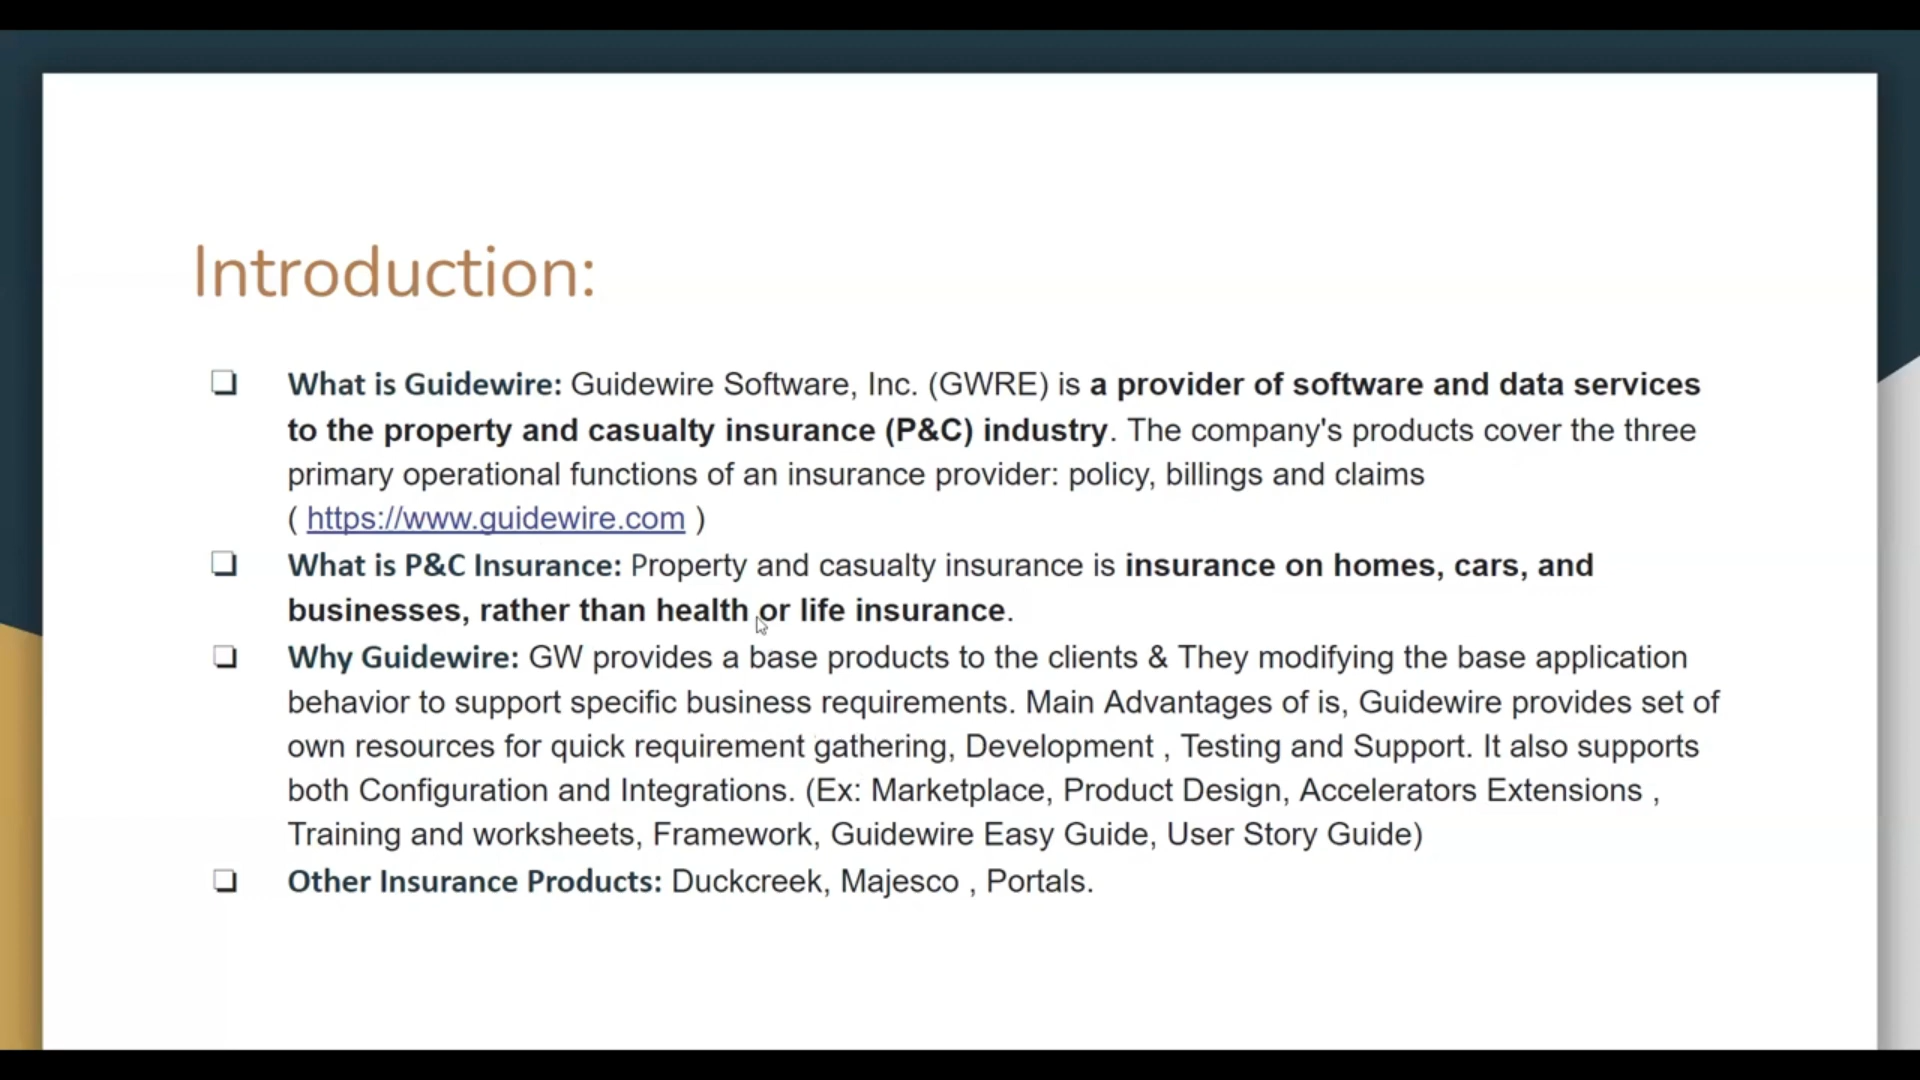 Introduction:
❏ What is Guidewire: Guidewire Software, Inc. (GWRE) is a provider of software and data services
to the property and casualty insurance (P&C) industry. The company's products cover the three
primary operational functions of an insurance provider: policy, billings and claims
( https://www.guidewire.com )
❏ What is P&C Insurance: Property and casualty insurance is insurance on homes, cars, and
businesses, rather than health or life insurance.
❏ Why Guidewire: GW provides a base products to the clients & They modifying the base application
behavior to support specific business requirements. Main Advantages of is, Guidewire provides set of
own resources for quick requirement gathering, Development , Testing and Support. It also supports
both Configuration and Integrations. (Ex: Marketplace, Product Design, Accelerators Extensions ,
Training and worksheets, Framework, Guidewire Easy Guide, User Story Guide)
❏ Other Insurance Products: Duckcreek, Majesco , Portals.